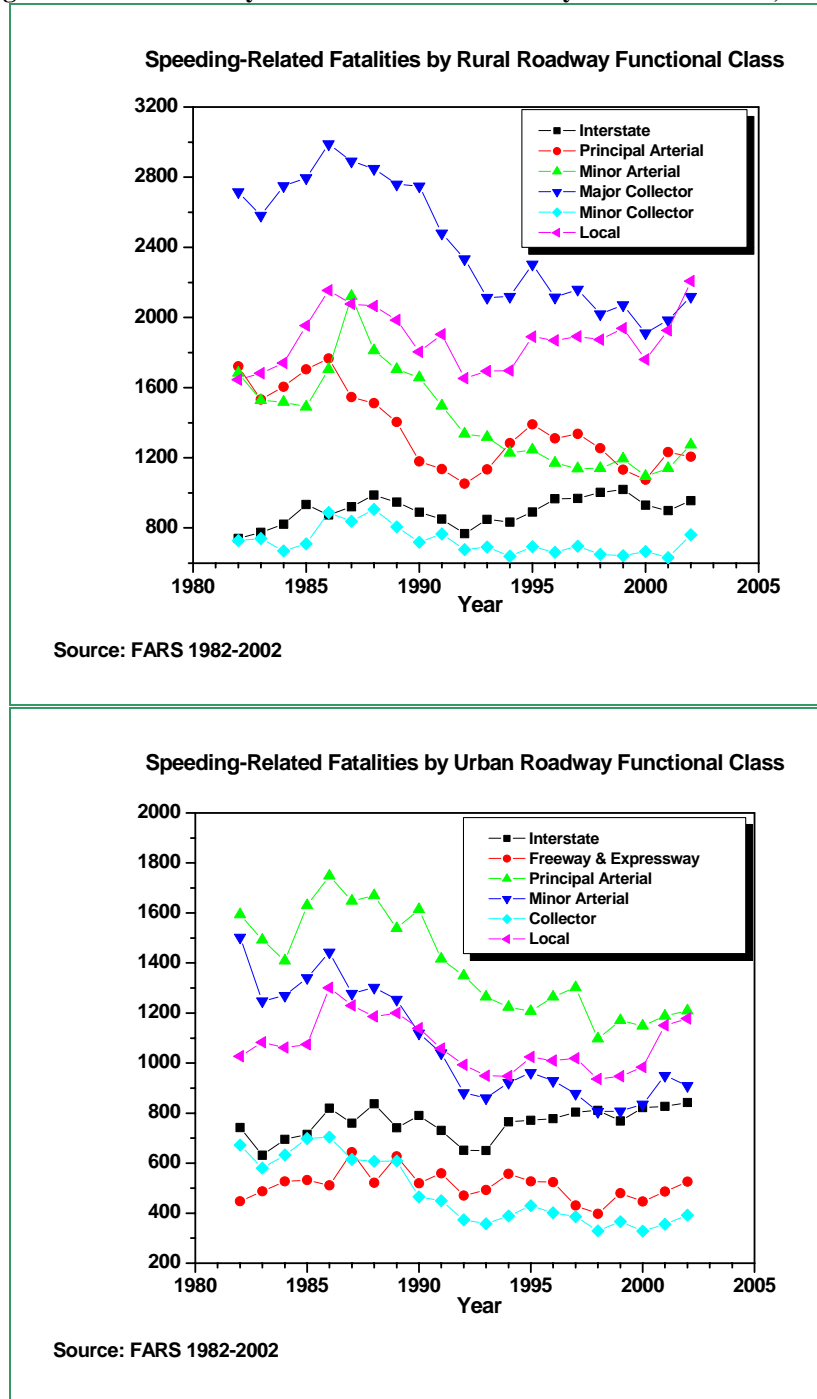 Speeding-Related Fatalities by Rural Roadway Functional Class
3200
2800
2400
2000
1600
1200
800
Interstate
Principal Arterial
Minor Arterial
Major Collector
Minor Collector
Local
1980
1985
1990
1995
2000
2005
Year
Source: FARS 1982-2002
Speeding-Related Fatalities by Urban Roadway Functional Class
2000
1800
1600
1400
1200
1000
800
600
400
200
Interstate
Freeway & Expressway
Principal Arterial
Minor Arterial
Collector
Local
1980
1985
1990
1995
2000
2005
Year
Source: FARS 1982-2002